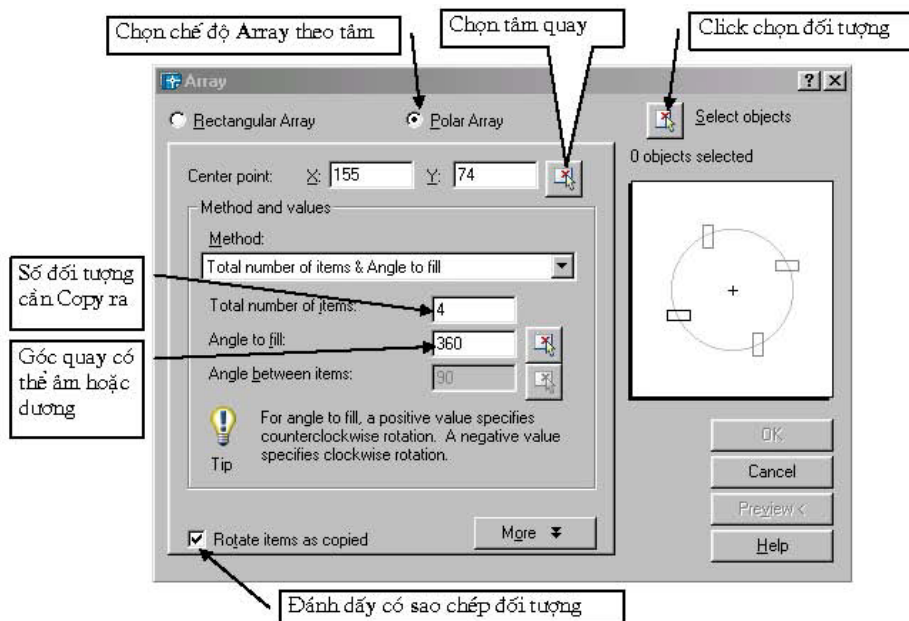 Chọn chế độ Array theo tâm
Chọn tâm quay
Click chọn đối tượng
Array
Rectangular Array
Polar Array
Select objects
0 objects selected
Center point: X: 155 Y: 74
Method and values
Method:
Total number of items & Angle to fill
Số đối tượng
cần Copy ra
Total number of items: 4
Góc quay có
thể âm hoặc
dương
Angle to fill: 360
Angle between items: 90
Tip
For angle to fill, a positive value specifies
counterclockwise rotation. A negative value
specifies clockwise rotation.
OK
Cancel
Preview <
Help
Rotate items as copied
More
Đánh dấy có sao chép đối tượng